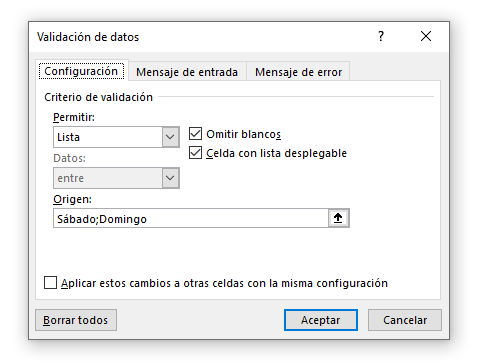 Validación de datos
?
Configuración Mensaje de entrada Mensaje de error
Criterio de validación
Permitir:
Lista
Omitir blancos
Datos:
Celda con lista desplegable
entre
Origen:
Sábado;Domingo
Aplicar estos cambios a otras celdas con la misma configuración
Borrar todos Aceptar Cancelar